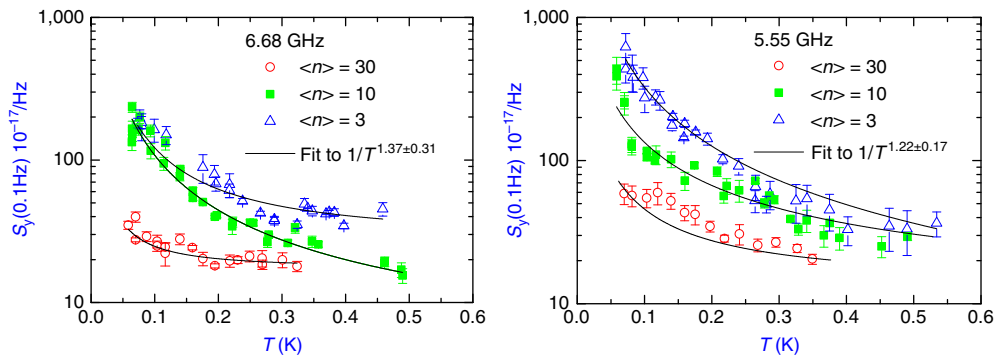 1,000
100
10
S_y(0.1Hz) 10^−17/Hz
6.68 GHz
<n> = 30
<n> = 10
<n> = 3
Fit to 1/T^1.37±0.31
0.0 0.1 0.2 0.3 0.4 0.5 0.6
T (K)
1,000
100
10
S_y(0.1Hz) 10^−17/Hz
5.55 GHz
<n> = 30
<n> = 10
<n> = 3
Fit to 1/T^1.22±0.17
0.0 0.1 0.2 0.3 0.4 0.5 0.6
T (K)